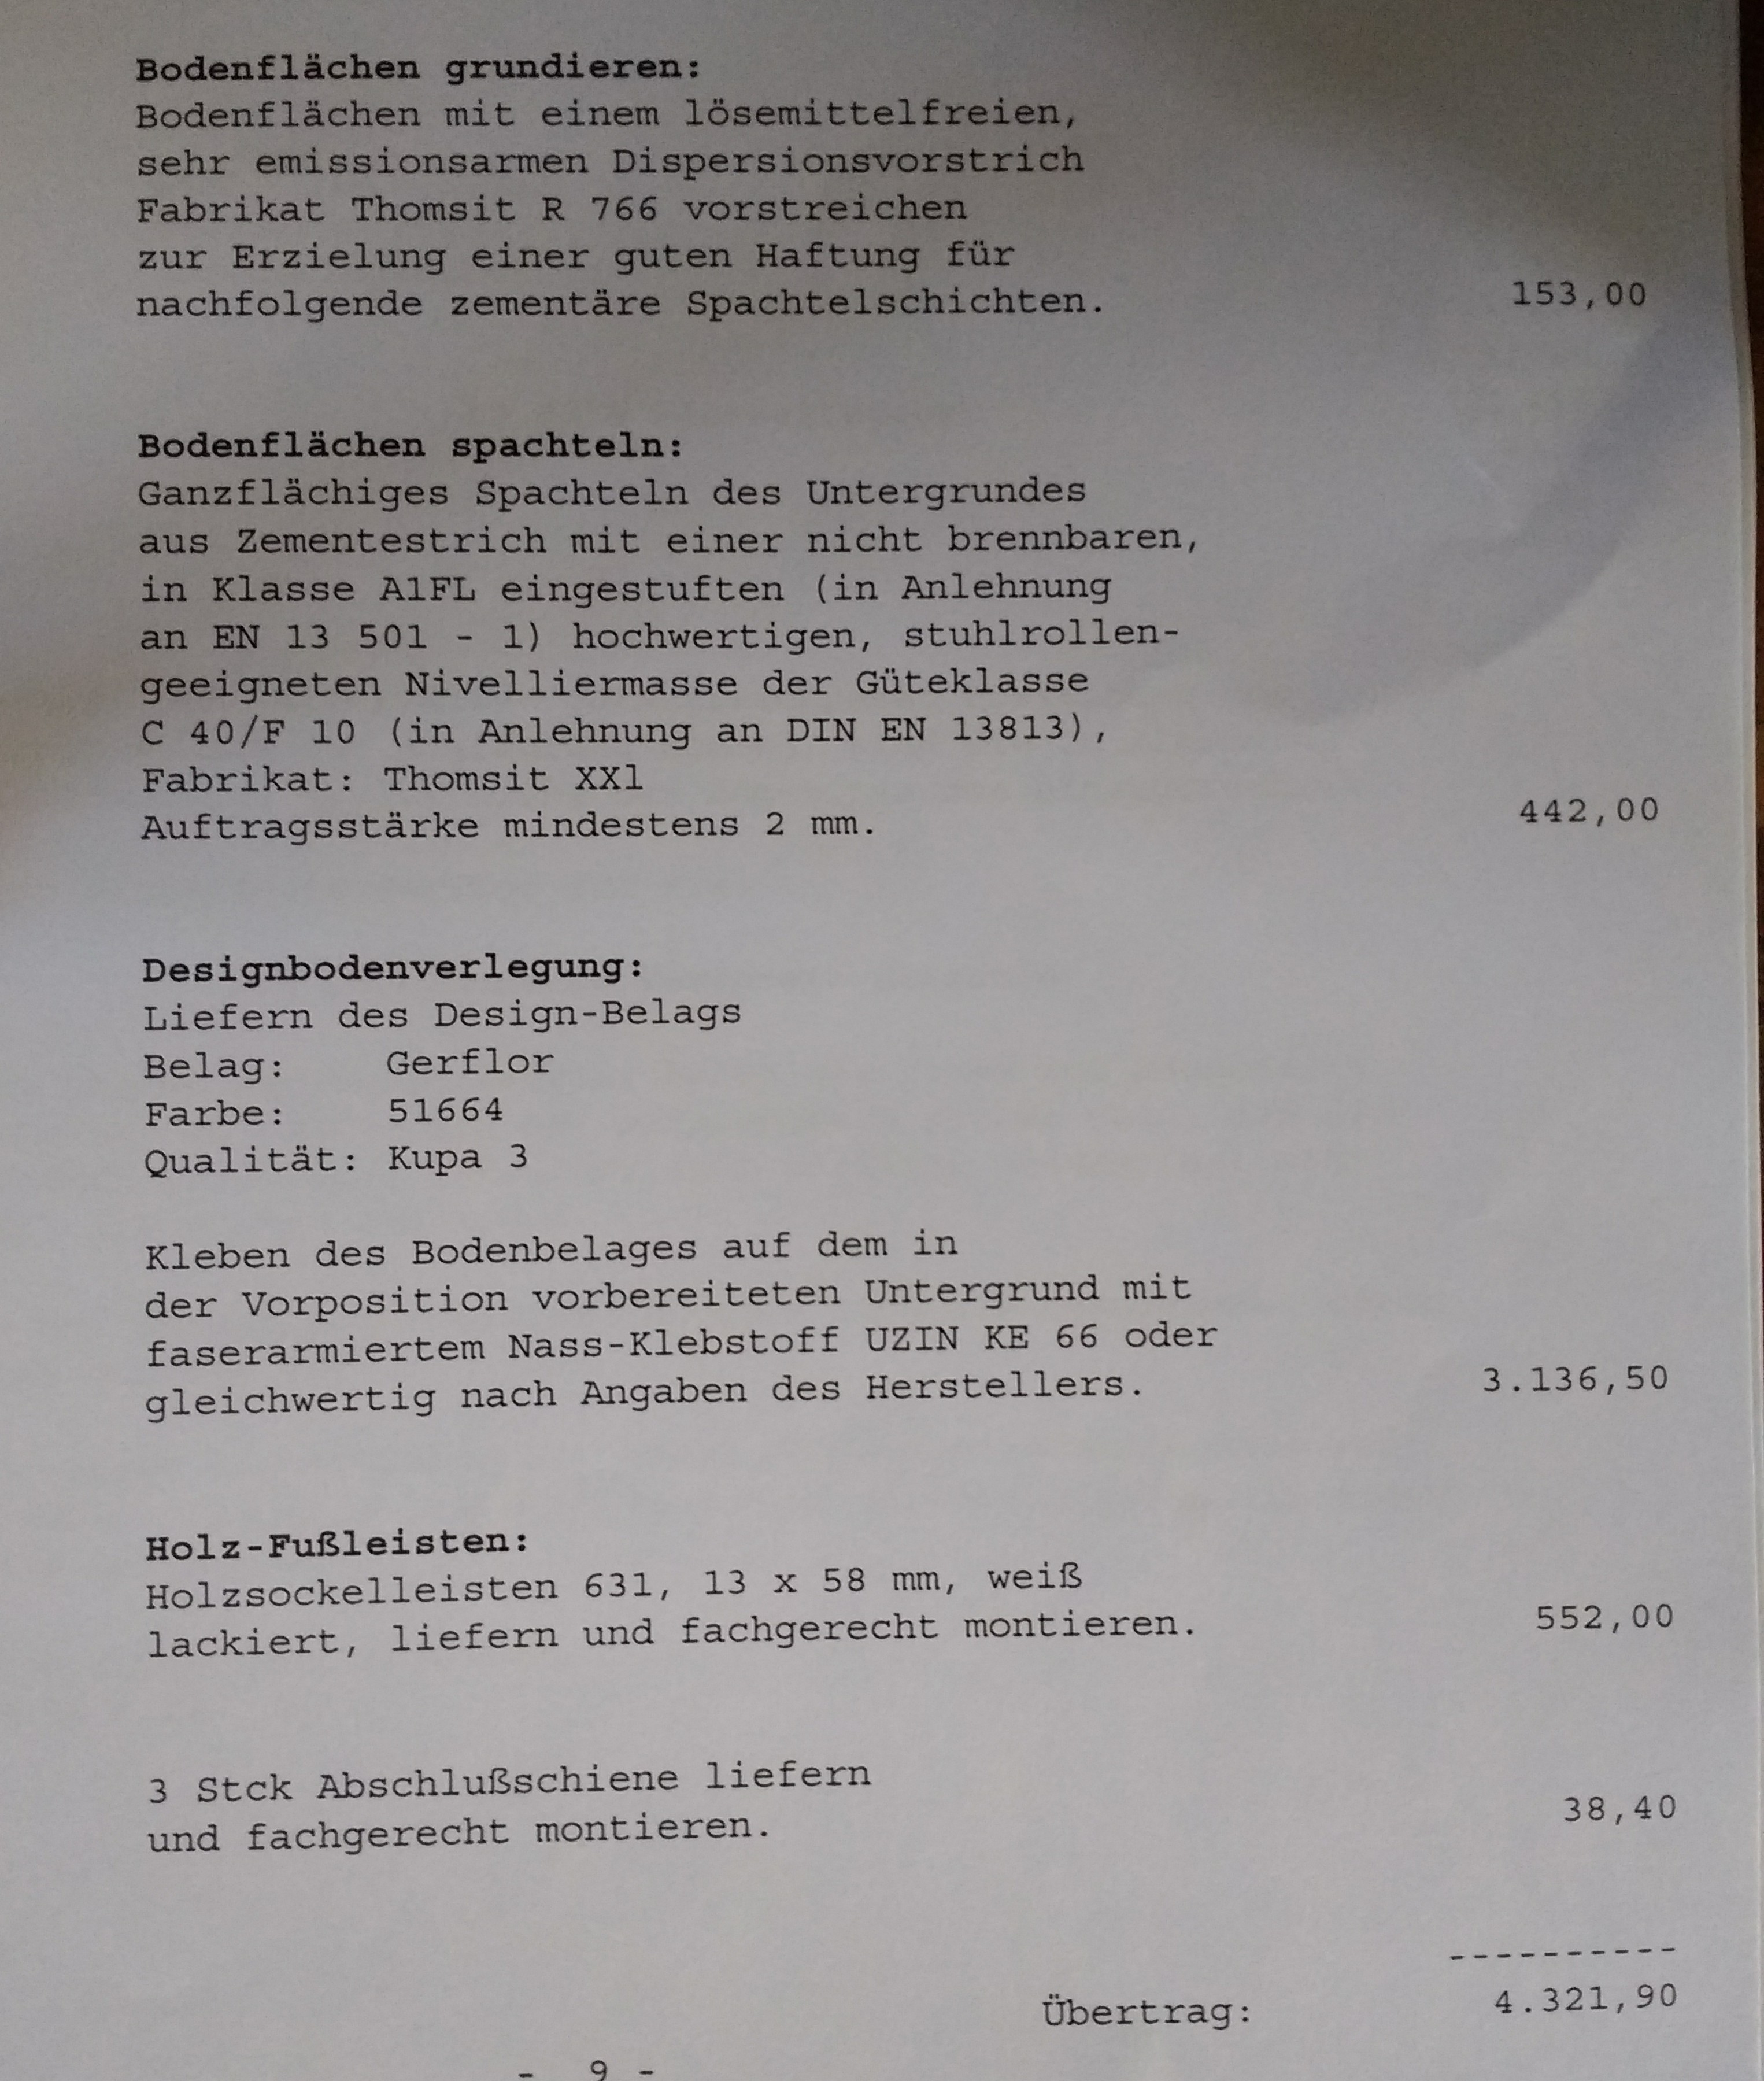 Bodenflächen grundieren:
Bodenflächen mit einem lösemittelfreien,
sehr emissionsarmen Dispersionsvorstrich
Fabrikat Thomsit R 766 vorstreichen
zur Erzielung einer guten Haftung für
nachfolgende zementäre Spachtelschichten. 153,00
Bodenflächen spachteln:
Ganzflächiges Spachteln des Untergrundes
aus Zementestrich mit einer nicht brennbaren,
in Klasse A1FL eingestuften (in Anlehnung
an EN 13 501 - 1) hochwertigen, stuhlrollen-
geeigneten Nivelliermasse der Güteklasse
C 40/F 10 (in Anlehnung an DIN EN 13813),
Fabrikat: Thomsit XXl
Auftragsstärke mindestens 2 mm. 442,00
Designbodenverlegung:
Liefern des Design-Belags
Belag: Gerflor
Farbe: 51664
Qualität: Kupa 3
Kleben des Bodenbelages auf dem in
der Vorposition vorbereiteten Untergrund mit
faserarmiertem Nass-Klebstoff UZIN KE 66 oder
gleichwertig nach Angaben des Herstellers. 3.136,50
Holz-Fußleisten:
Holzsockelleisten 631, 13 x 58 mm, weiß
lackiert, liefern und fachgerecht montieren. 552,00
3 Stck Abschlußschiene liefern
und fachgerecht montieren. 38,40
----------
Übertrag: 4.321,90
- 9 -